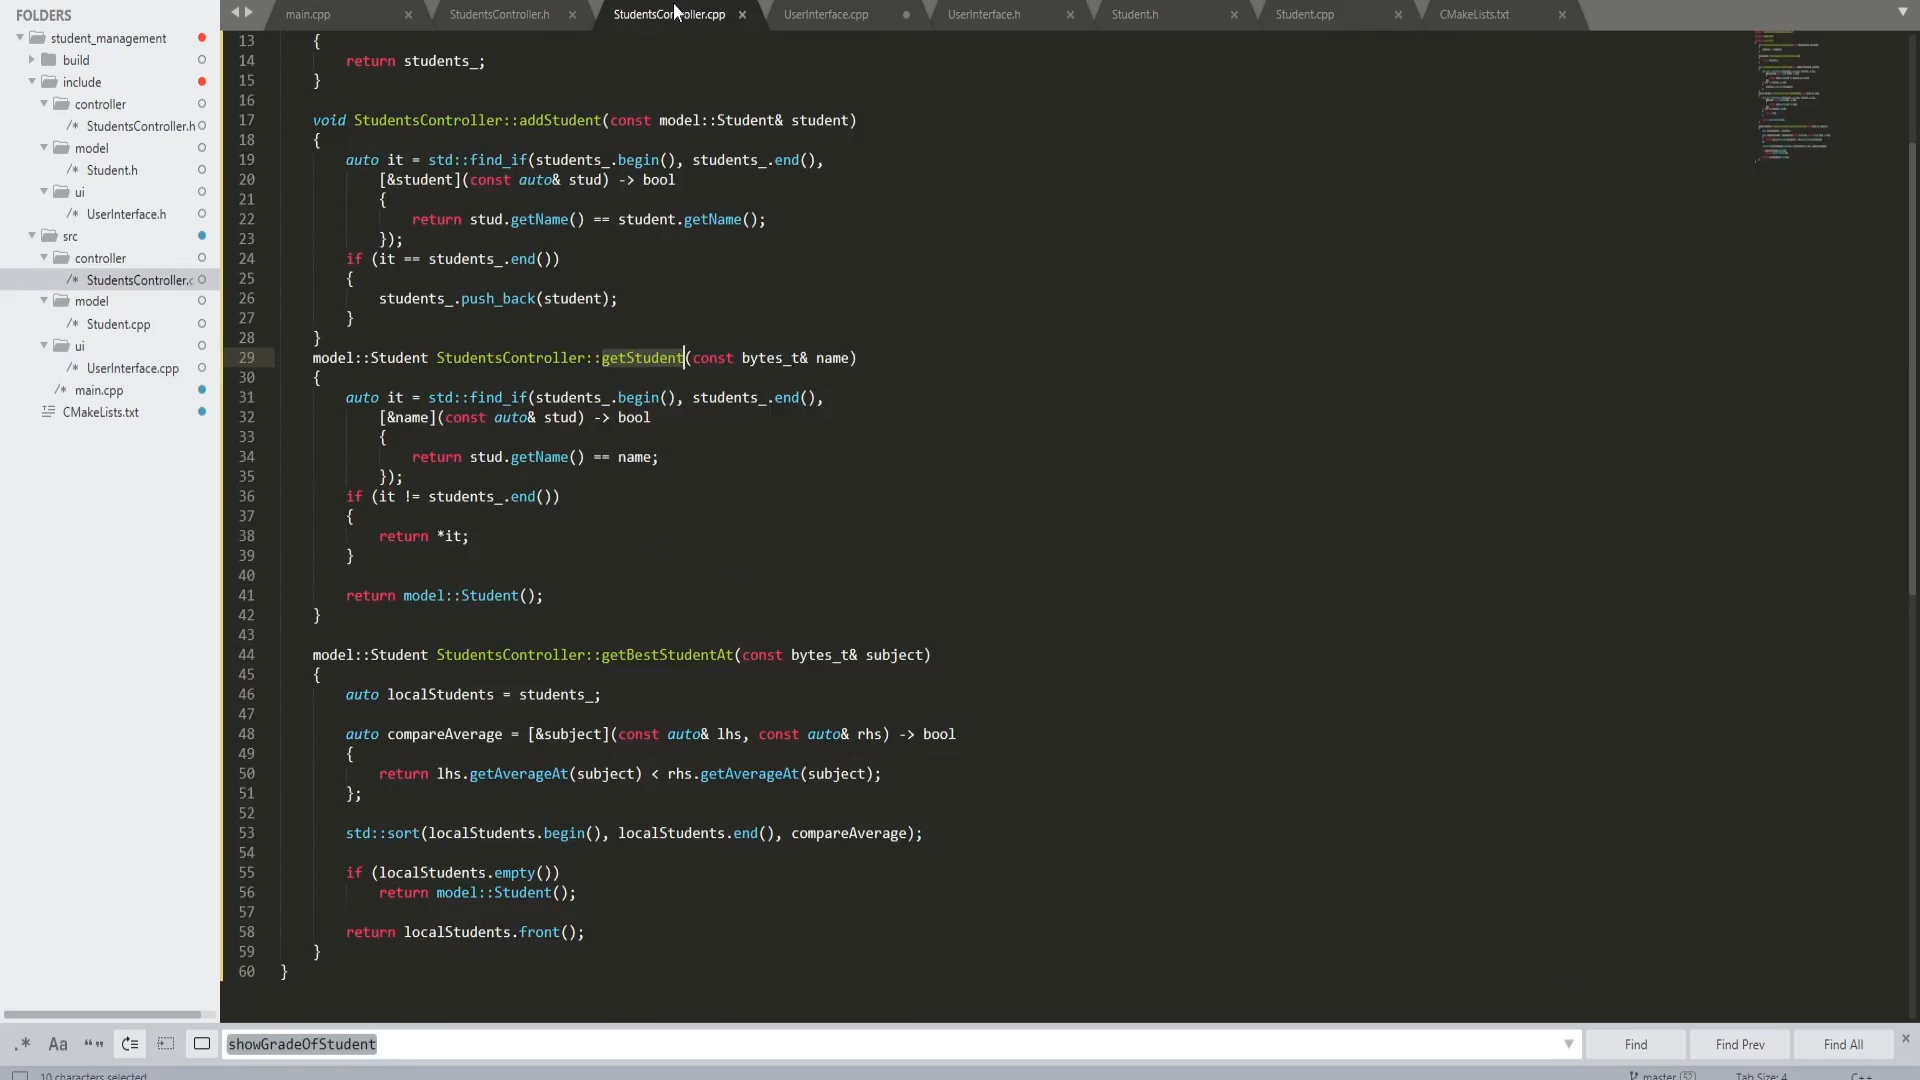 FOLDERS
student_management
build
include
controller
StudentsController.h
model
Student.h
ui
UserInterface.h
src
controller
StudentsController.c
model
Student.cpp
ui
UserInterface.cpp
main.cpp
CMakeLists.txt
main.cpp
StudentsController.h
StudentsController.cpp
UserInterface.cpp
UserInterface.h
Student.h
Student.cpp
CMakeLists.txt
13 {
14 return students_;
15 }
16
17 void StudentsController::addStudent(const model::Student& student)
18 {
19 auto it = std::find_if(students_.begin(), students_.end(),
20 [&student](const auto& stud) -> bool
21 {
22 return stud.getName() == student.getName();
23 });
24 if (it == students_.end())
25 {
26 students_.push_back(student);
27 }
28 }
29 model::Student StudentsController::getStudent(const bytes_t& name)
30 {
31 auto it = std::find_if(students_.begin(), students_.end(),
32 [&name](const auto& stud) -> bool
33 {
34 return stud.getName() == name;
35 });
36 if (it != students_.end())
37 {
38 return *it;
39 }
40
41 return model::Student();
42 }
43
44 model::Student StudentsController::getBestStudentAt(const bytes_t& subject)
45 {
46 auto localStudents = students_;
47
48 auto compareAverage = [&subject](const auto& lhs, const auto& rhs) -> bool
49 {
50 return lhs.getAverageAt(subject) < rhs.getAverageAt(subject);
51 };
52
53 std::sort(localStudents.begin(), localStudents.end(), compareAverage);
54
55 if (localStudents.empty())
56 return model::Student();
57
58 return localStudents.front();
59 }
60 }
.* Aa “” showGradeOfStudent Find Find Prev Find All
10 characters selected master 52 Tab Size: 4 C++